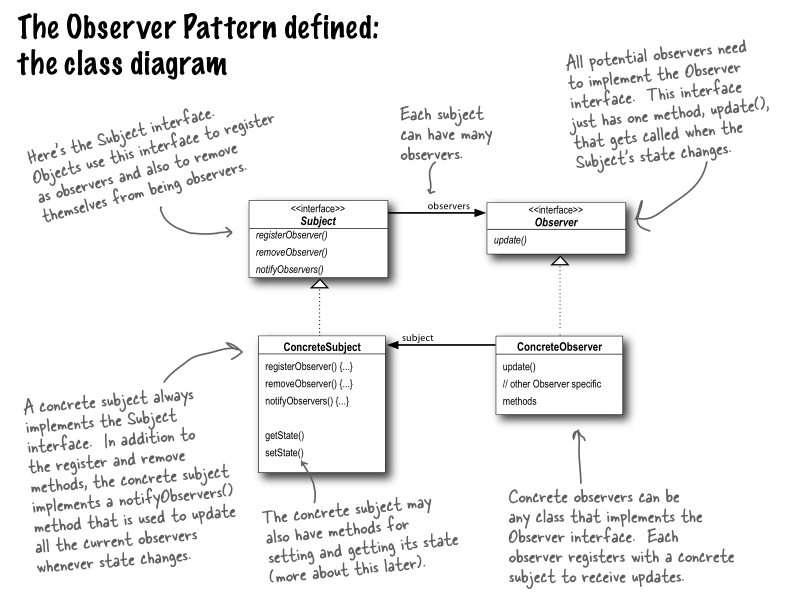 The Observer Pattern defined:
the class diagram
Here's the Subject interface.
Objects use this interface to register
as observers and also to remove
themselves from being observers.
Each subject
can have many
observers.
All potential observers need
to implement the Observer
interface. This interface
just has one method, update(),
that gets called when the
Subject's state changes.
<<interface>>
Subject
registerObserver()
removeObserver()
notifyObservers()
observers
<<interface>>
Observer
update()
ConcreteSubject
registerObserver() {...}
removeObserver() {...}
notifyObservers() {...}
getState()
setState()
subject
ConcreteObserver
update()
// other Observer specific
methods
A concrete subject always
implements the Subject
interface. In addition to
the register and remove
methods, the concrete subject
implements a notifyObservers()
method that is used to update
all the current observers
whenever state changes.
The concrete subject may
also have methods for
setting and getting its state
(more about this later).
Concrete observers can be
any class that implements the
Observer interface. Each
observer registers with a concrete
subject to receive updates.